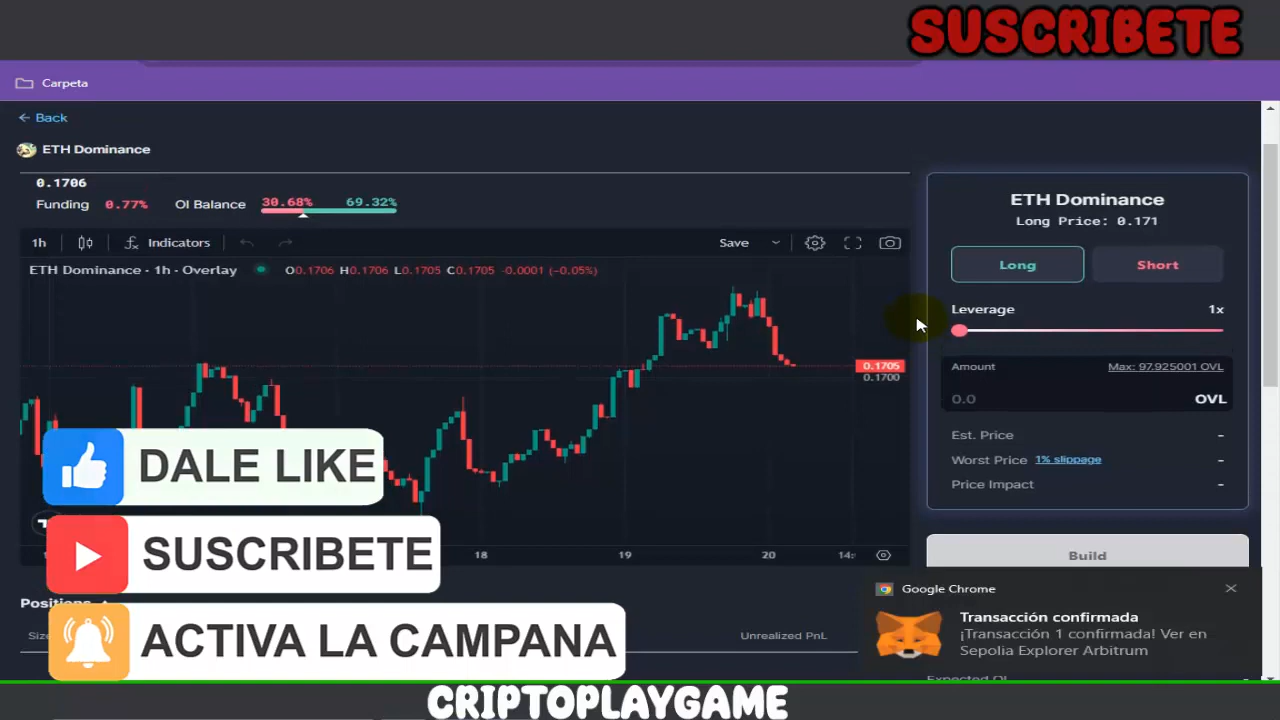 SUSCRIBETE
Carpeta
← Back
ETH Dominance
0.1706
Funding 0.77% OI Balance 30.68% 69.32%
1h Indicators Save
ETH Dominance · 1h · Overlay O0.1706 H0.1706 L0.1705 C0.1705 -0.0001 (−0.05%)
0.1705
0.1700
18 19 20 14:
ETH Dominance
Long Price: 0.171
Long Short
Leverage 1x
Amount Max: 97.925001 OVL
0.0 OVL
Est. Price -
Worst Price 1% slippage -
Price Impact -
Build
DALE LIKE
SUSCRIBETE
ACTIVA LA CAMPANA
Positions
Unrealized PnL
Google Chrome
Transacción confirmada
¡Transacción 1 confirmada! Ver en
Sepolia Explorer Arbitrum
CRIPTOPLAYGAME